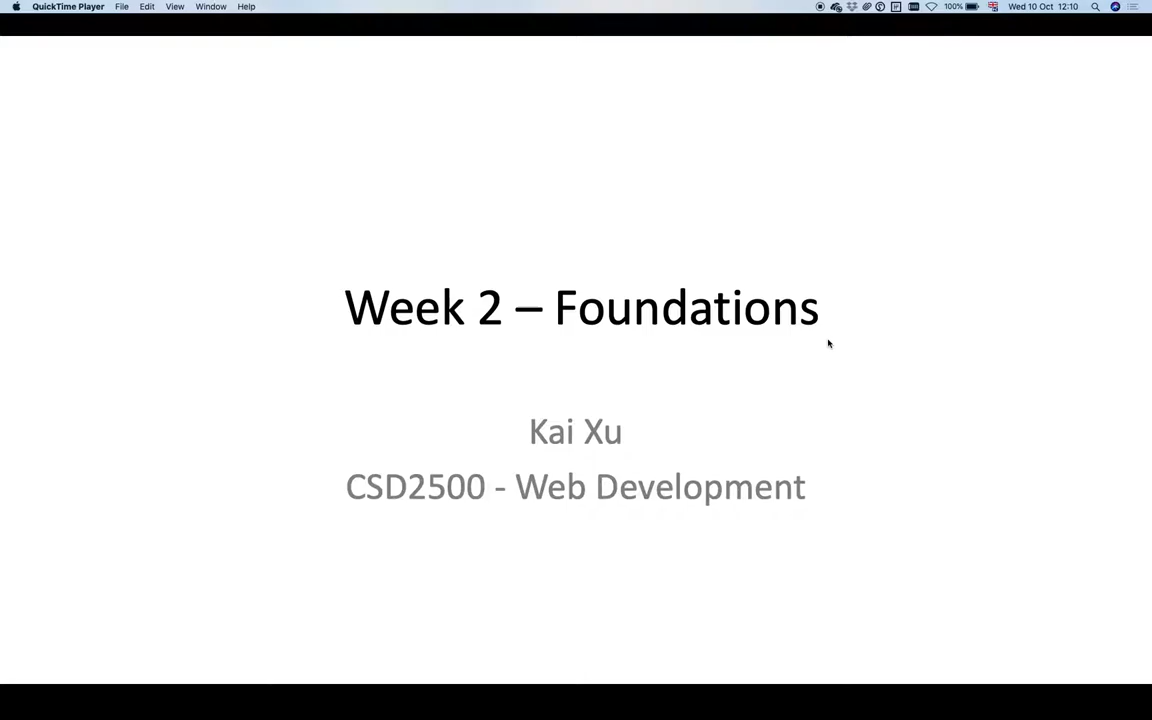 QuickTime Player File Edit View Window Help 100% Wed 10 Oct 12:10
Week 2 – Foundations
Kai Xu
CSD2500 - Web Development